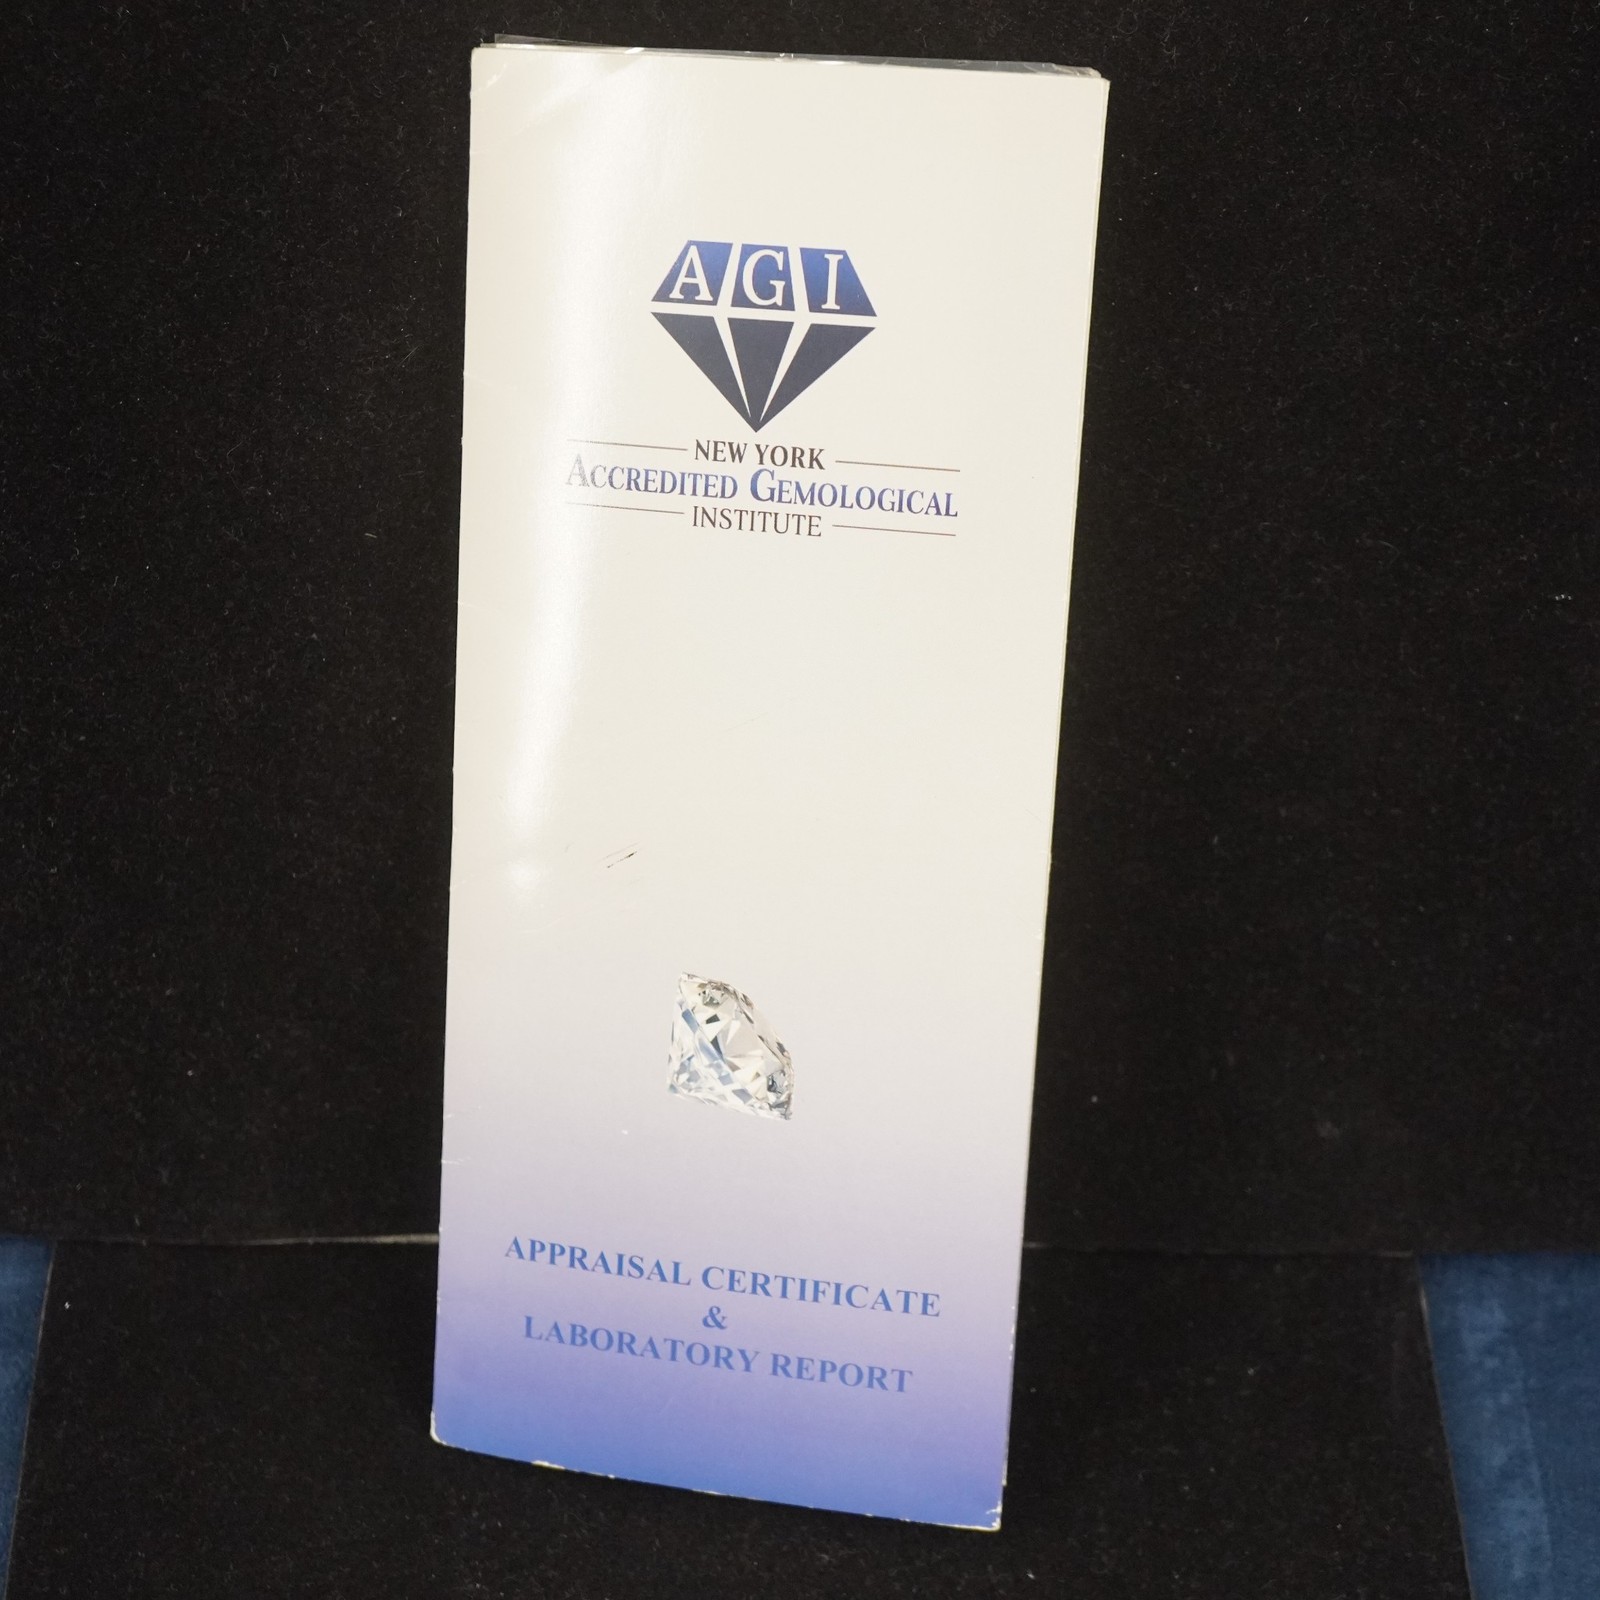 AGI
NEW YORK
ACCREDITED GEMOLOGICAL
INSTITUTE
APPRAISAL CERTIFICATE
&
LABORATORY REPORT